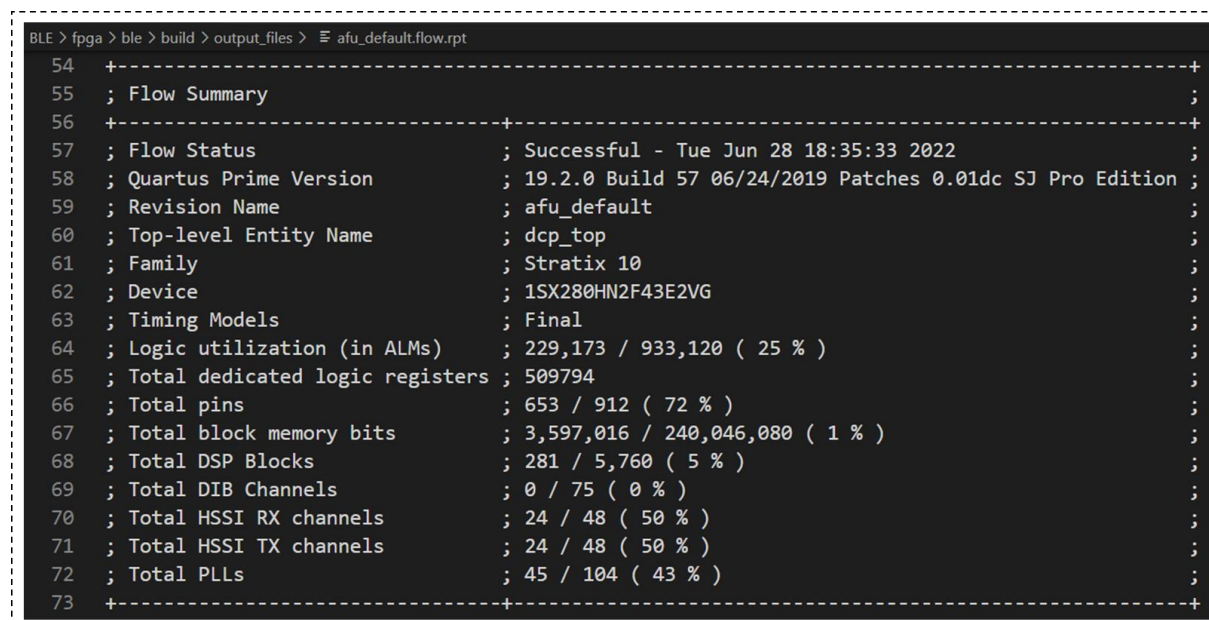 BLE > fpga > ble > build > output_files > afu_default.flow.rpt
54 +-------------------------------------------------------------------------------------------+
55 ; Flow Summary ;
56 +---------------------------------+---------------------------------------------------------+
57 ; Flow Status ; Successful - Tue Jun 28 18:35:33 2022 ;
58 ; Quartus Prime Version ; 19.2.0 Build 57 06/24/2019 Patches 0.01dc SJ Pro Edition ;
59 ; Revision Name ; afu_default ;
60 ; Top-level Entity Name ; dcp_top ;
61 ; Family ; Stratix 10 ;
62 ; Device ; 1SX280HN2F43E2VG ;
63 ; Timing Models ; Final ;
64 ; Logic utilization (in ALMs) ; 229,173 / 933,120 ( 25 % ) ;
65 ; Total dedicated logic registers ; 509794 ;
66 ; Total pins ; 653 / 912 ( 72 % ) ;
67 ; Total block memory bits ; 3,597,016 / 240,046,080 ( 1 % ) ;
68 ; Total DSP Blocks ; 281 / 5,760 ( 5 % ) ;
69 ; Total DIB Channels ; 0 / 75 ( 0 % ) ;
70 ; Total HSSI RX channels ; 24 / 48 ( 50 % ) ;
71 ; Total HSSI TX channels ; 24 / 48 ( 50 % ) ;
72 ; Total PLLs ; 45 / 104 ( 43 % ) ;
73 +---------------------------------+---------------------------------------------------------+